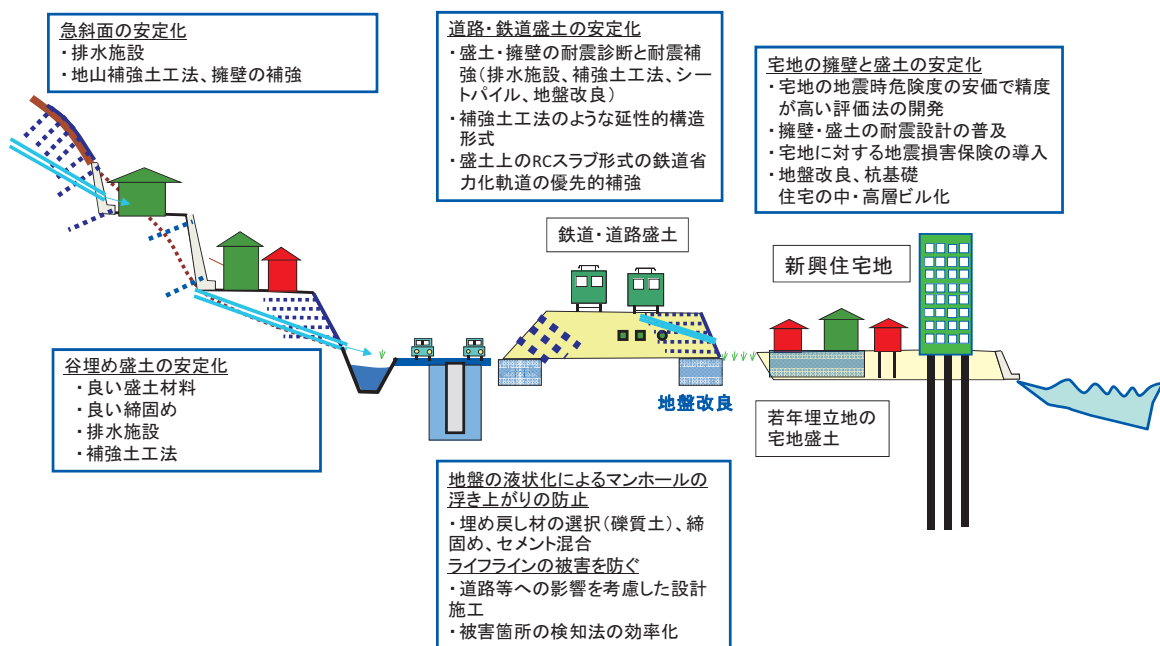 急斜面の安定化
・排水施設
・地山補強土工法、擁壁の補強
道路・鉄道盛土の安定化
・盛土・擁壁の耐震診断と耐震補
強(排水施設、補強土工法、シー
トパイル、地盤改良)
・補強土工法のような延性的構造
形式
・盛土上のRCスラブ形式の鉄道省
力化軌道の優先的補強
宅地の擁壁と盛土の安定化
・宅地の地震時危険度の安価で精度
が高い評価法の開発
・擁壁・盛土の耐震設計の普及
・宅地に対する地震損害保険の導入
・地盤改良、杭基礎
住宅の中・高層ビル化
鉄道・道路盛土
新興住宅地
谷埋め盛土の安定化
・良い盛土材料
・良い締固め
・排水施設
・補強土工法
地盤改良
若年埋立地の
宅地盛土
地盤の液状化によるマンホールの
浮き上がりの防止
・埋め戻し材の選択(礫質土)、締
固め、セメント混合
ライフラインの被害を防ぐ
・道路等への影響を考慮した設計
施工
・被害箇所の検知法の効率化